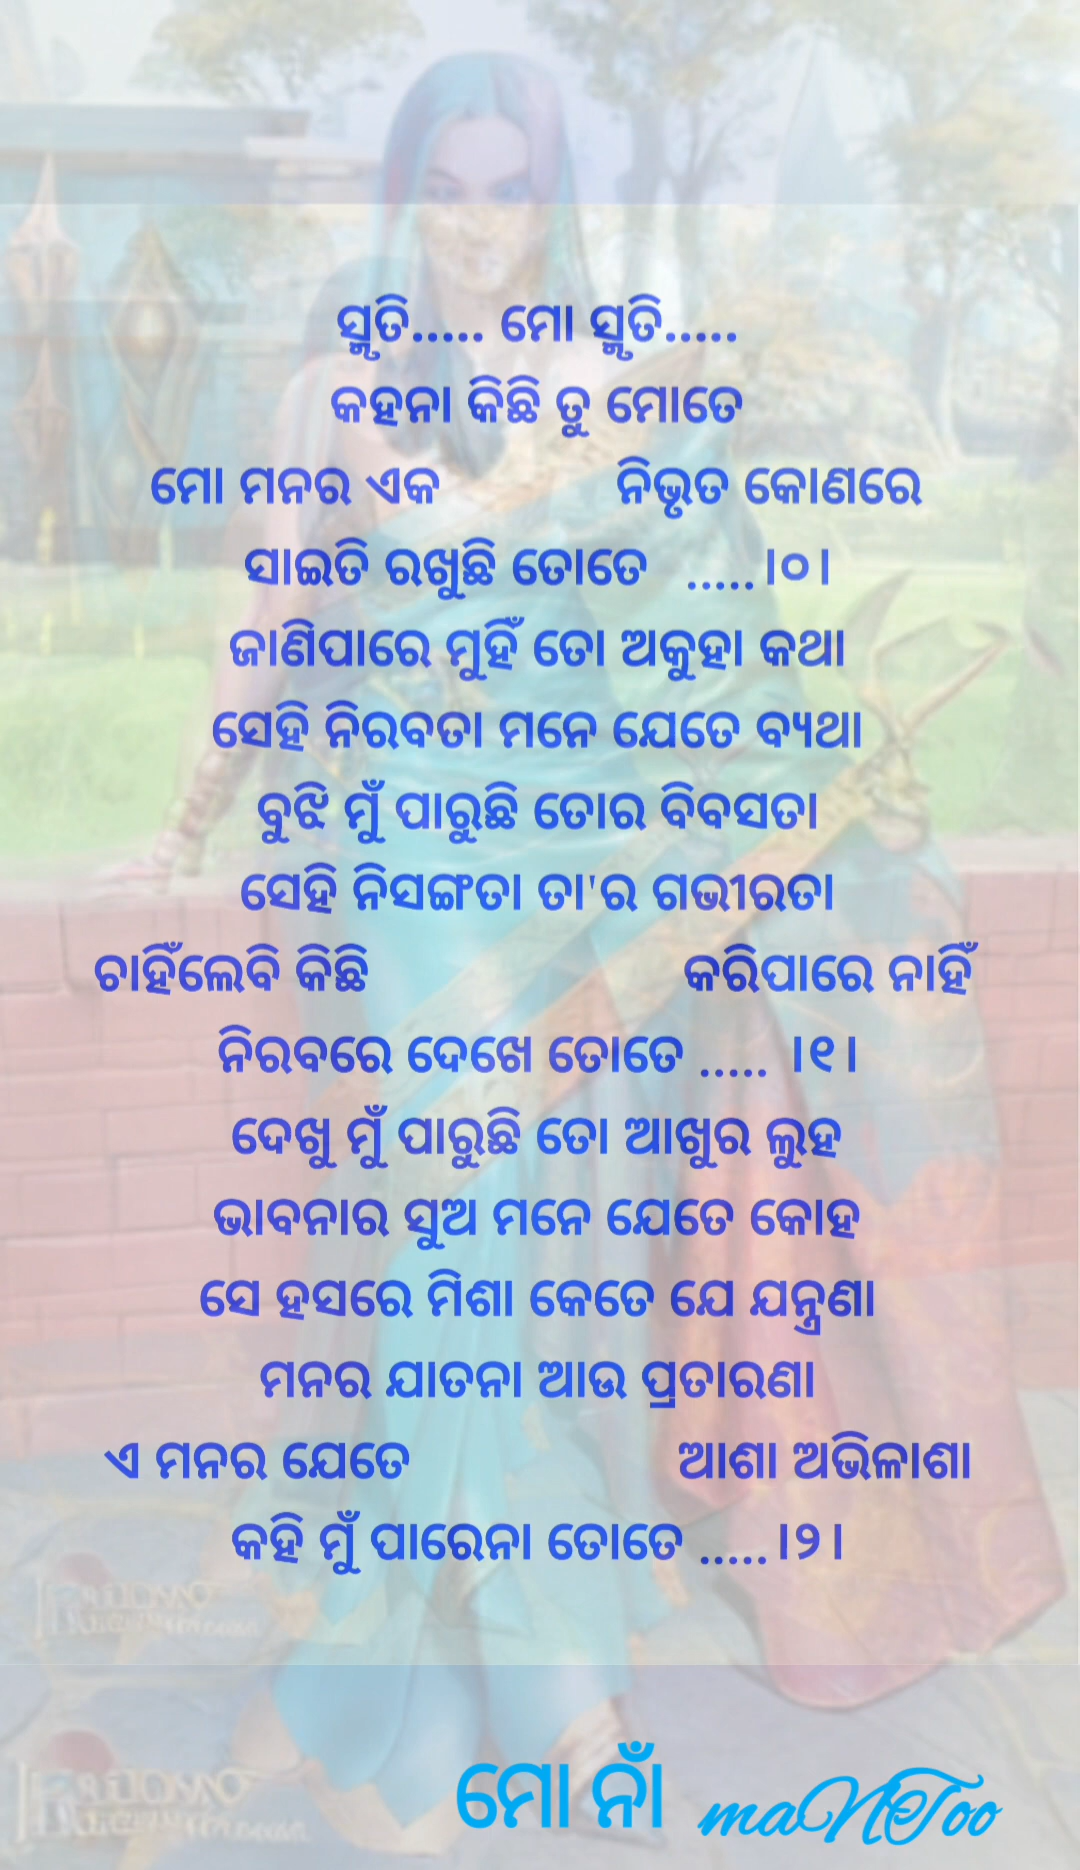 ସ୍ମୃତି..... ମୋ ସ୍ମୃତି.....
କହନା କିଛି ତୁ ମୋତେ
ମୋ ମନର ଏକ ନିଭୃତ କୋଣରେ
ସାଇତି ରଖୁଛି ତୋତେ .....।୦।
ଜାଣିପାରେ ମୁହିଁ ତୋ ଅକୁହା କଥା
ସେହି ନିରବତା ମନେ ଯେତେ ବ୍ୟଥା
ବୁଝି ମୁଁ ପାରୁଛି ତୋର ବିବସତା
ସେହି ନିସଙ୍ଗତା ତା'ର ଗଭୀରତା
ଚାହିଁଲେବି କିଛି କରିପାରେ ନାହିଁ
ନିରବରେ ଦେଖେ ତୋତେ ..... ।୧।
ଦେଖୁ ମୁଁ ପାରୁଛି ତୋ ଆଖୁର ଲୁହ
ଭାବନାର ସୁଅ ମନେ ଯେତେ କୋହ
ସେ ହସରେ ମିଶା କେତେ ଯେ ଯନ୍ତ୍ରଣା
ମନର ଯାତନା ଆଉ ପ୍ରତାରଣା
ଏ ମନର ଯେତେ ଆଶା ଅଭିଳାଶା
କହି ମୁଁ ପାରେନା ତୋତେ .....।୨।
ମୋ ନାଁ maNToo